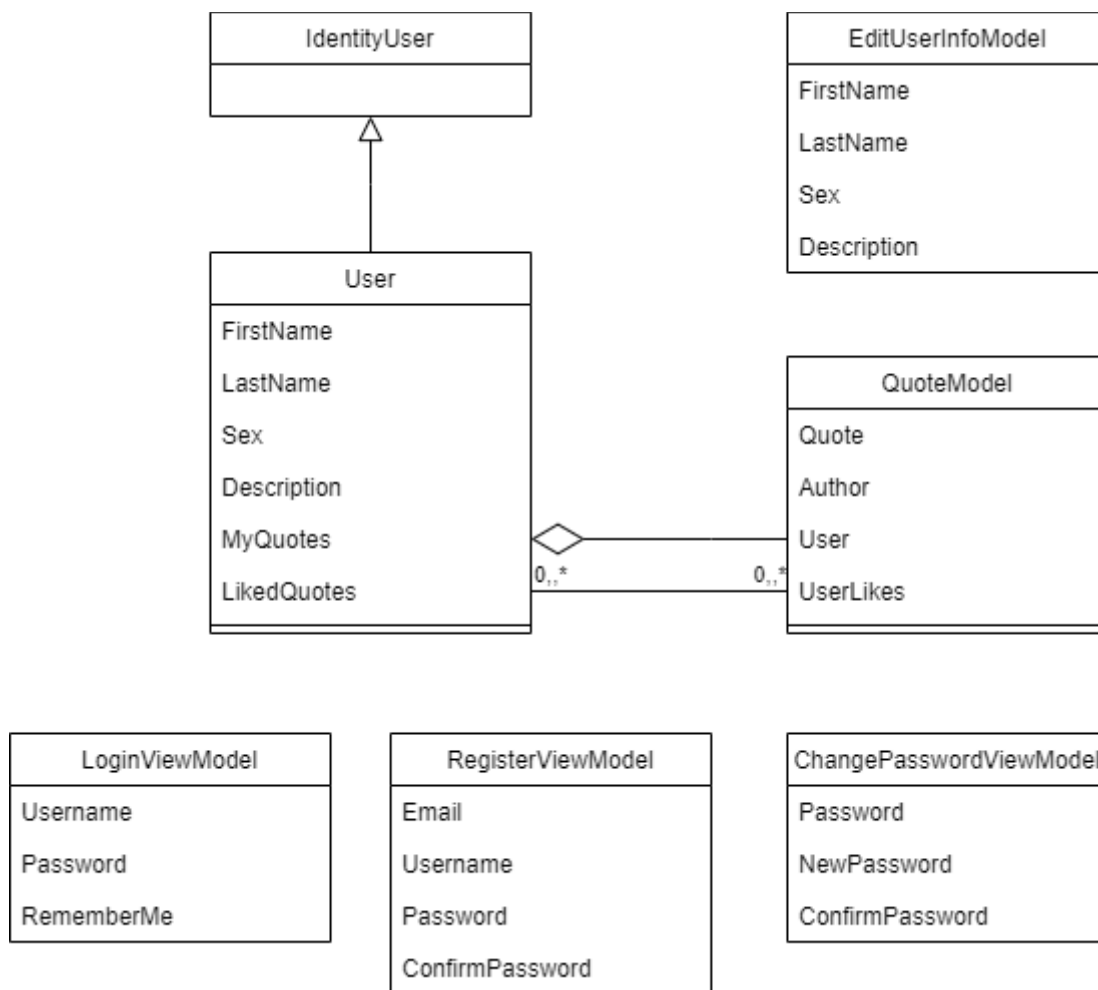 IdentityUser
EditUserInfoModel
FirstName
LastName
Sex
Description
User
FirstName
LastName
Sex
Description
MyQuotes
LikedQuotes
QuoteModel
Quote
Author
User
UserLikes
0,,*
0,,*
LoginViewModel
Username
Password
RememberMe
RegisterViewModel
Email
Username
Password
ConfirmPassword
ChangePasswordViewModel
Password
NewPassword
ConfirmPassword